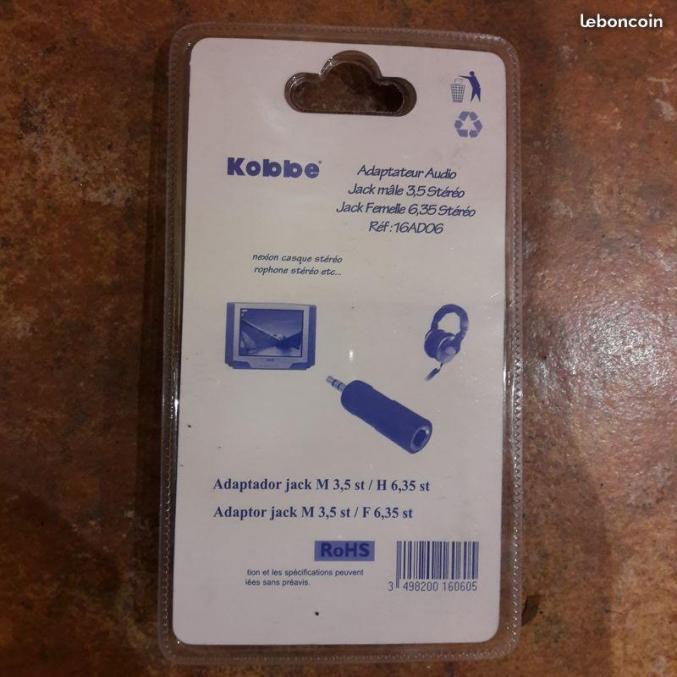 leboncoin
Kobbe
Adaptateur Audio
Jack mâle 3,5 Stéréo
Jack Femelle 6,35 Stéréo
Réf : 16AD06
nexion casque stéréo
rophone stéréo etc...
Adaptador jack M 3,5 st / H 6,35 st
Adaptor jack M 3,5 st / F 6,35 st
RoHS
tion et les spécifications peuvent
iées sans préavis.
3 498200 160605